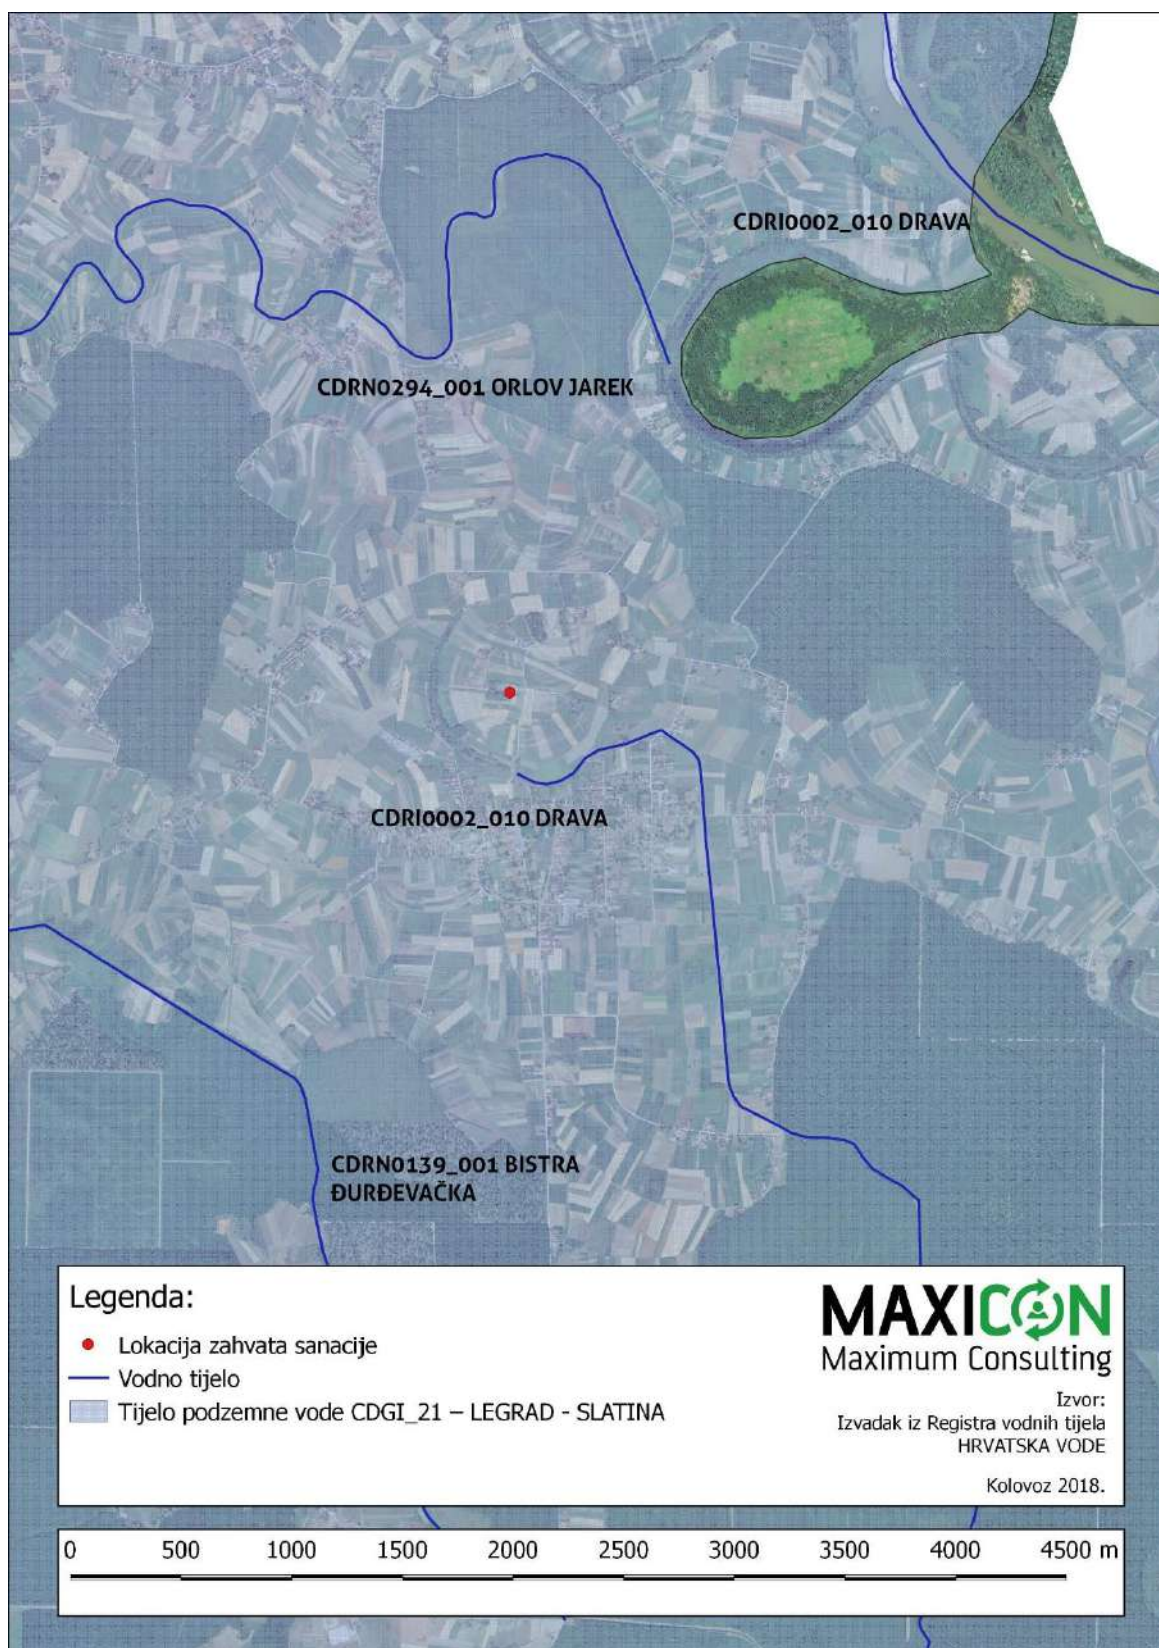 CDRI0002_010 DRAVA
CDRN0294_001 ORLOV JAREK
CDRI0002_010 DRAVA
CDRN0139_001 BISTRA
ĐURĐEVAČKA
Legenda:
Lokacija zahvata sanacije
Vodno tijelo
Tijelo podzemne vode CDGI_21 – LEGRAD - SLATINA
MAXICON
Maximum Consulting
Izvor:
Izvadak iz Registra vodnih tijela
HRVATSKA VODE
Kolovoz 2018.
0 500 1000 1500 2000 2500 3000 3500 4000 4500 m